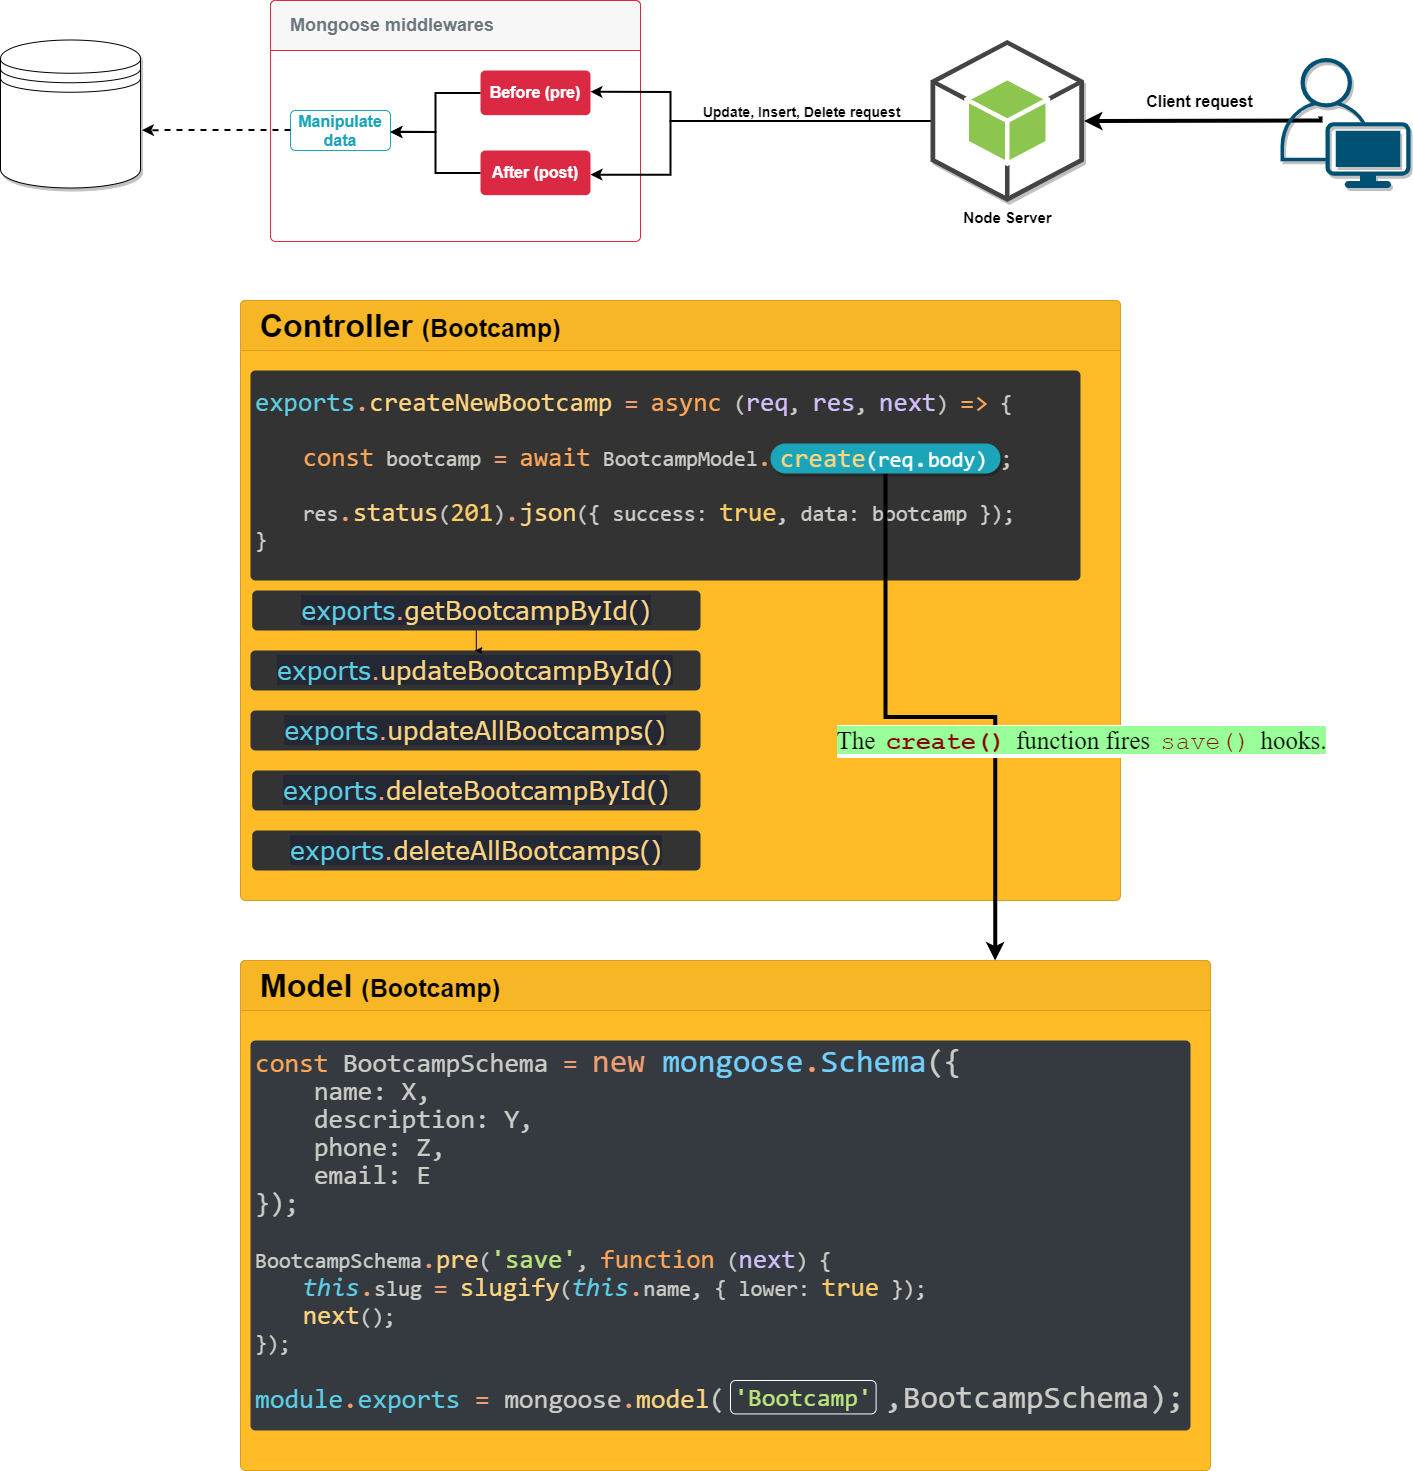 Mongoose middlewares
Before (pre)
Manipulate
data
After (post)
Update, Insert, Delete request
Client request
Node Server
Controller (Bootcamp)
exports.createNewBootcamp = async (req, res, next) => {
const bootcamp = await BootcampModel.create(req.body) ;
res.status(201).json({ success: true, data: bootcamp });
}
exports.getBootcampById()
exports.updateBootcampById()
exports.updateAllBootcamps()
The create() function fires save() hooks.
exports.deleteBootcampById()
exports.deleteAllBootcamps()
Model (Bootcamp)
const BootcampSchema = new mongoose.Schema({
name: X,
description: Y,
phone: Z,
email: E
});
BootcampSchema.pre('save', function (next) {
this.slug = slugify(this.name, { lower: true });
next();
});
module.exports = mongoose.model( 'Bootcamp' ,BootcampSchema);